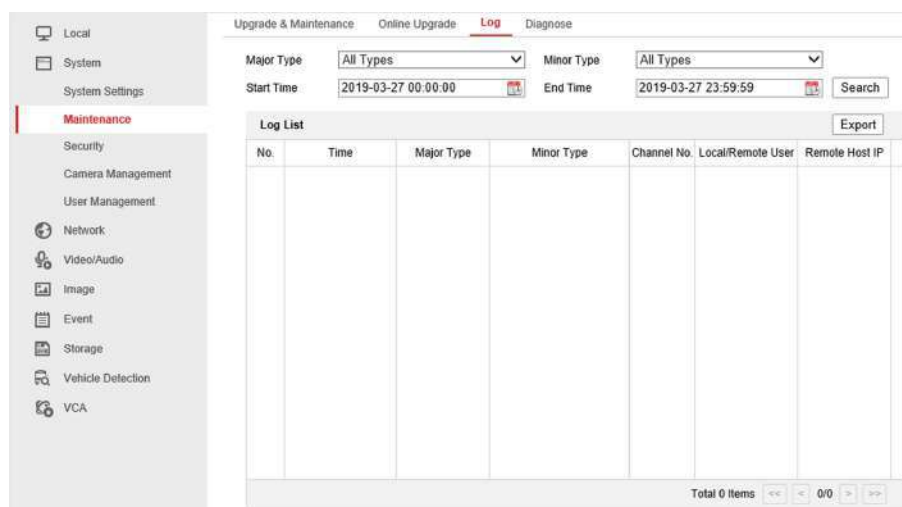 Local
System
System Settings
Maintenance
Security
Camera Management
User Management
Network
Video/Audio
Image
Event
Storage
Vehicle Detection
VCA
Upgrade & Maintenance Online Upgrade Log Diagnose
Major Type All Types Minor Type All Types
Start Time 2019-03-27 00:00:00 End Time 2019-03-27 23:59:59 Search
Log List Export
No. Time Major Type Minor Type Channel No. Local/Remote User Remote Host IP
Total 0 Items << < 0/0 > >>